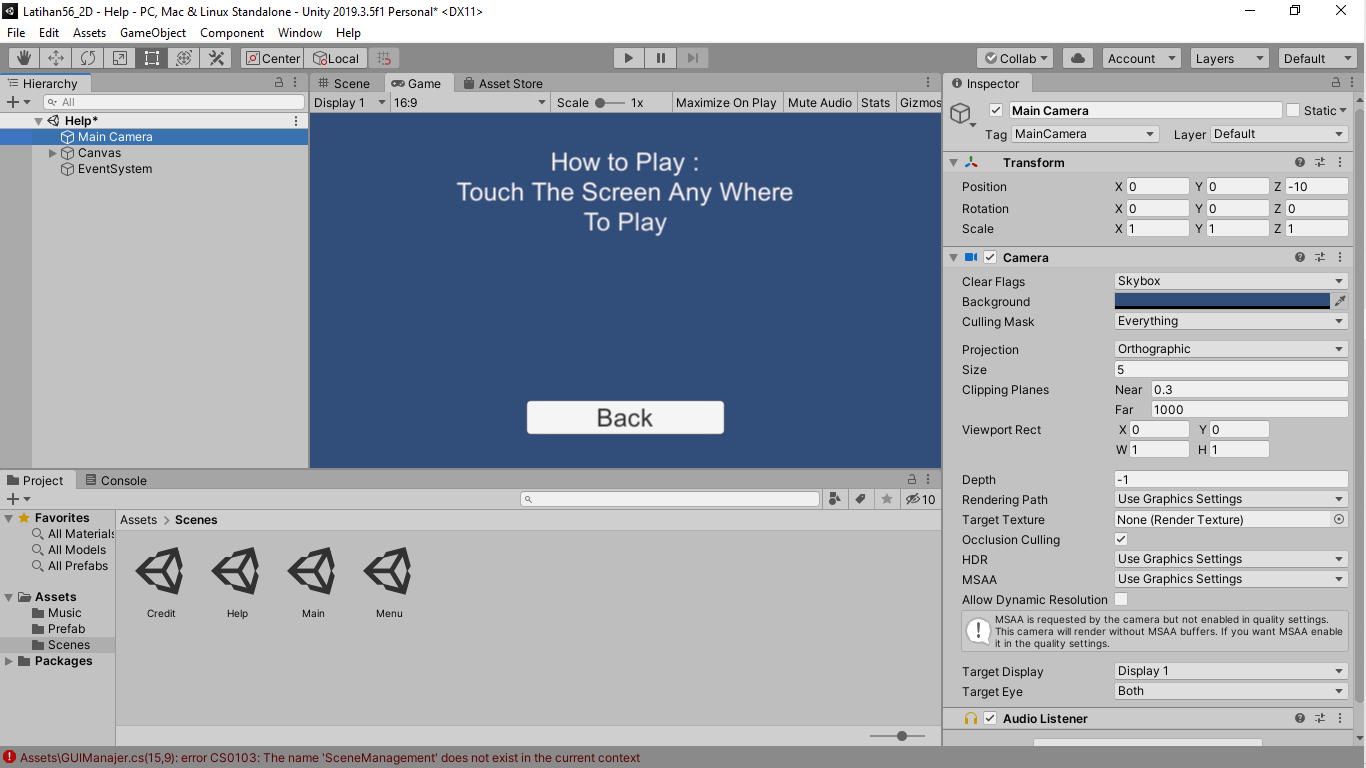 Latihan56_2D - Help - PC, Mac & Linux Standalone - Unity 2019.3.5f1 Personal* <DX11>
File Edit Assets GameObject Component Window Help
Center Local Collab Account Layers Default
Hierarchy
All
Help*
Main Camera
Canvas
EventSystem
Scene Game Asset Store
Display 1 16:9 Scale 1x Maximize On Play Mute Audio Stats Gizmos
How to Play :
Touch The Screen Any Where
To Play
Back
Inspector
Main Camera Static
Tag MainCamera Layer Default
Transform
Position X 0 Y 0 Z -10
Rotation X 0 Y 0 Z 0
Scale X 1 Y 1 Z 1
Camera
Clear Flags Skybox
Background
Culling Mask Everything
Projection Orthographic
Size 5
Clipping Planes Near 0.3
Far 1000
Viewport Rect X 0 Y 0
W 1 H 1
Depth -1
Rendering Path Use Graphics Settings
Target Texture None (Render Texture)
Occlusion Culling
HDR Use Graphics Settings
MSAA Use Graphics Settings
Allow Dynamic Resolution
MSAA is requested by the camera but not enabled in quality settings.
This camera will render without MSAA buffers. If you want MSAA enable
it in the quality settings.
Target Display Display 1
Target Eye Both
Audio Listener
Project Console
10
Favorites
All Materials
All Models
All Prefabs
Assets
Music
Prefab
Scenes
Packages
Assets > Scenes
Credit Help Main Menu
Assets\GUIManajer.cs(15,9): error CS0103: The name 'SceneManagement' does not exist in the current context